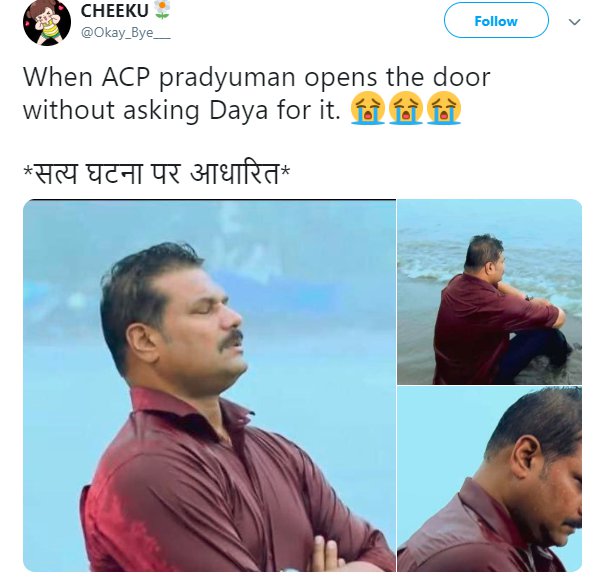 CHEEKU🌼
@Okay_Bye___
Follow
When ACP pradyuman opens the door
without asking Daya for it. 😭😭😭
*सत्य घटना पर आधारित*